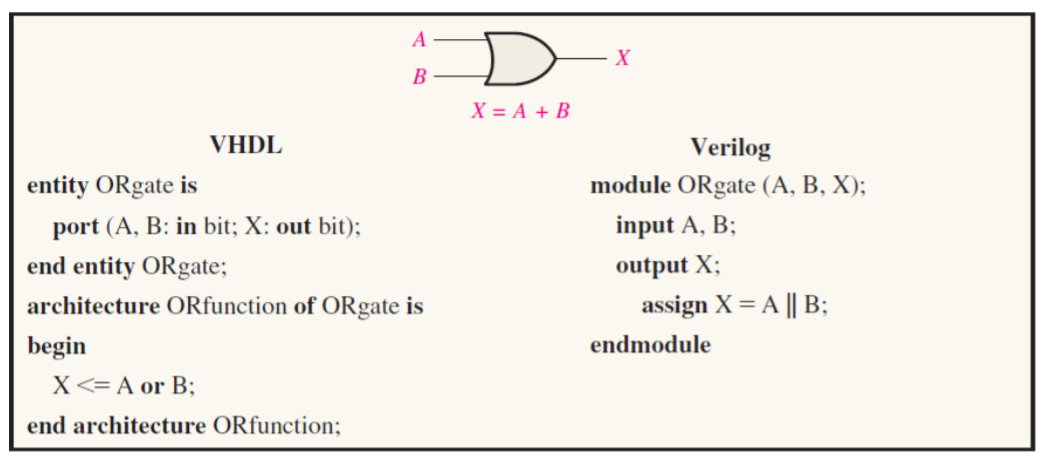 A
X
B
X = A + B
VHDL
entity ORgate is
port (A, B: in bit; X: out bit);
end entity ORgate;
architecture ORfunction of ORgate is
begin
X <= A or B;
end architecture ORfunction;
Verilog
module ORgate (A, B, X);
input A, B;
output X;
assign X = A || B;
endmodule